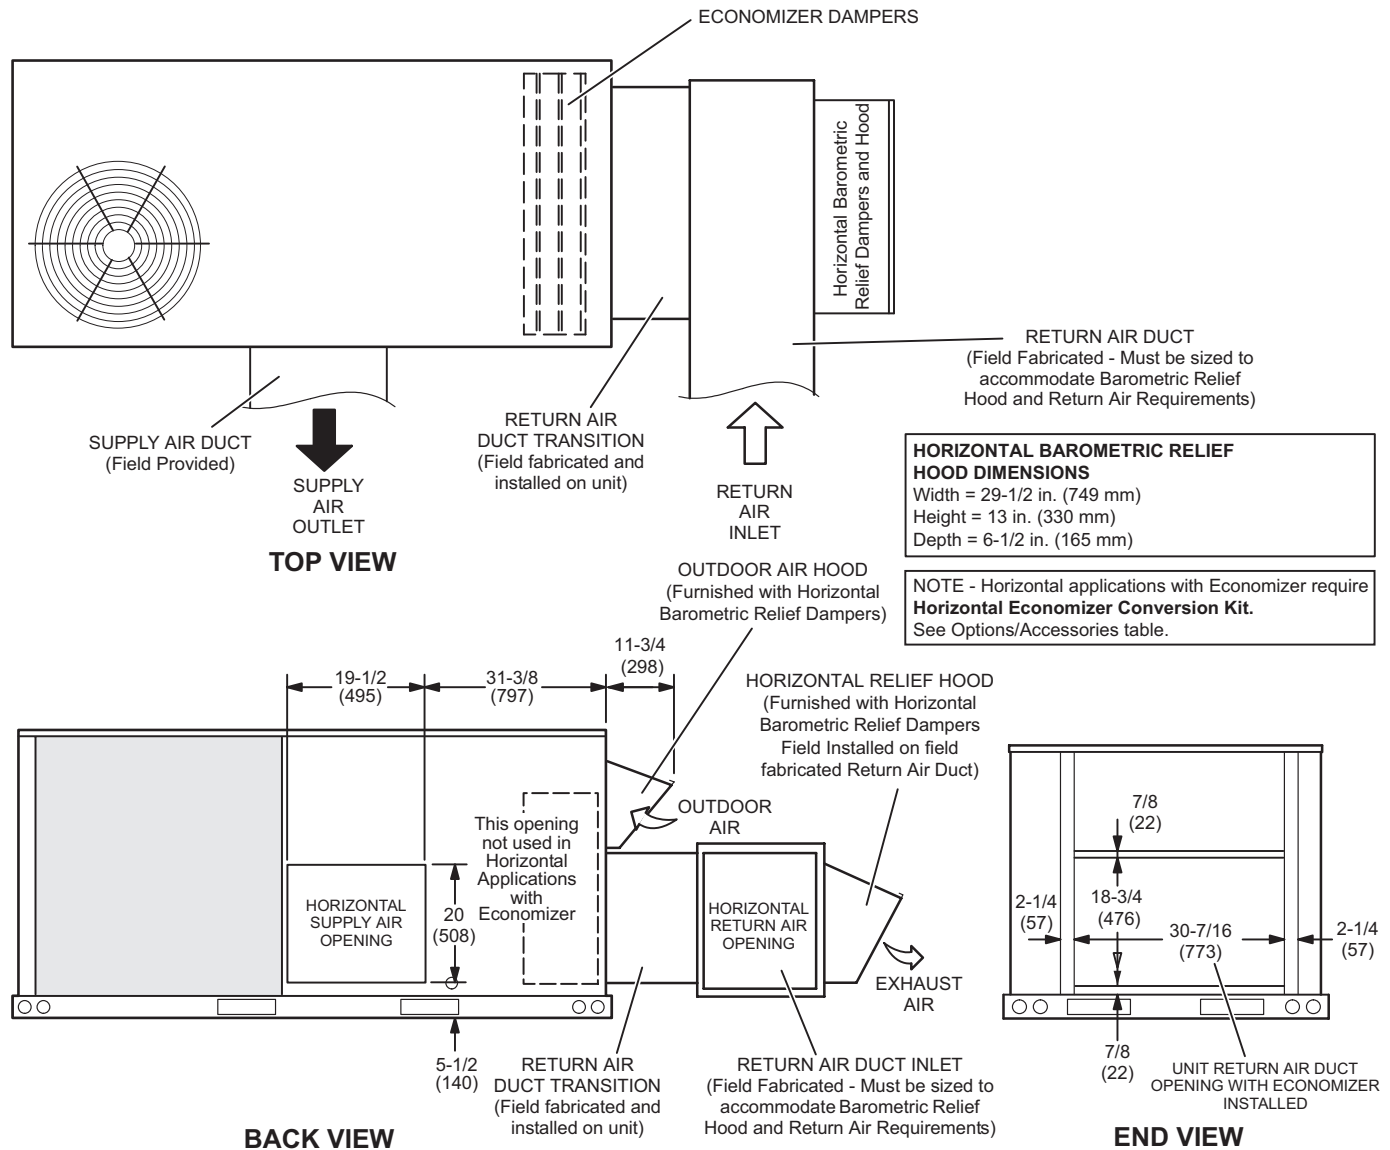 ECONOMIZER DAMPERS
Horizontal Barometric
Relief Dampers and Hood
RETURN AIR DUCT
(Field Fabricated - Must be sized to
accommodate Barometric Relief
Hood and Return Air Requirements)
SUPPLY AIR DUCT
(Field Provided)
SUPPLY
AIR
OUTLET
RETURN AIR
DUCT TRANSITION
(Field fabricated and
installed on unit)
RETURN
AIR
INLET
TOP VIEW
HORIZONTAL BAROMETRIC RELIEF
HOOD DIMENSIONS
Width = 29-1/2 in. (749 mm)
Height = 13 in. (330 mm)
Depth = 6-1/2 in. (165 mm)
NOTE - Horizontal applications with Economizer require
Horizontal Economizer Conversion Kit.
See Options/Accessories table.
OUTDOOR AIR HOOD
(Furnished with Horizontal
Barometric Relief Dampers)
19-1/2
(495)
31-3/8
(797)
11-3/4
(298)
HORIZONTAL RELIEF HOOD
(Furnished with Horizontal
Barometric Relief Dampers
Field Installed on field
fabricated Return Air Duct)
OUTDOOR
AIR
This opening
not used in
Horizontal
Applications
with
Economizer
HORIZONTAL
SUPPLY AIR
OPENING
20
(508)
HORIZONTAL
RETURN AIR
OPENING
EXHAUST
AIR
5-1/2
(140)
RETURN AIR
DUCT TRANSITION
(Field fabricated and
installed on unit)
RETURN AIR DUCT INLET
(Field Fabricated - Must be sized to
accommodate Barometric Relief
Hood and Return Air Requirements)
BACK VIEW
7/8
(22)
2-1/4
(57)
18-3/4
(476)
30-7/16
(773)
2-1/4
(57)
7/8
(22)
UNIT RETURN AIR DUCT
OPENING WITH ECONOMIZER
INSTALLED
END VIEW